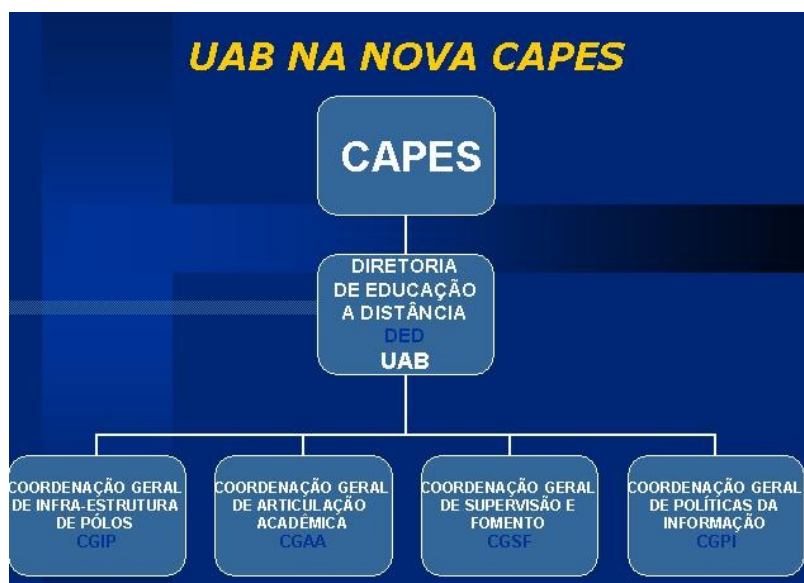 UAB NA NOVA CAPES
CAPES
DIRETORIA
DE EDUCAÇÃO
A DISTÂNCIA
DED
UAB
COORDENAÇÃO GERAL
DE INFRA-ESTRUTURA
DE PÓLOS
CGIP
COORDENAÇÃO GERAL
DE ARTICULAÇÃO
ACADÊMICA
CGAA
COORDENAÇÃO GERAL
DE SUPERVISÃO E
FOMENTO
CGSF
COORDENAÇÃO GERAL
DE POLÍTICAS DA
INFORMAÇÃO
CGPI